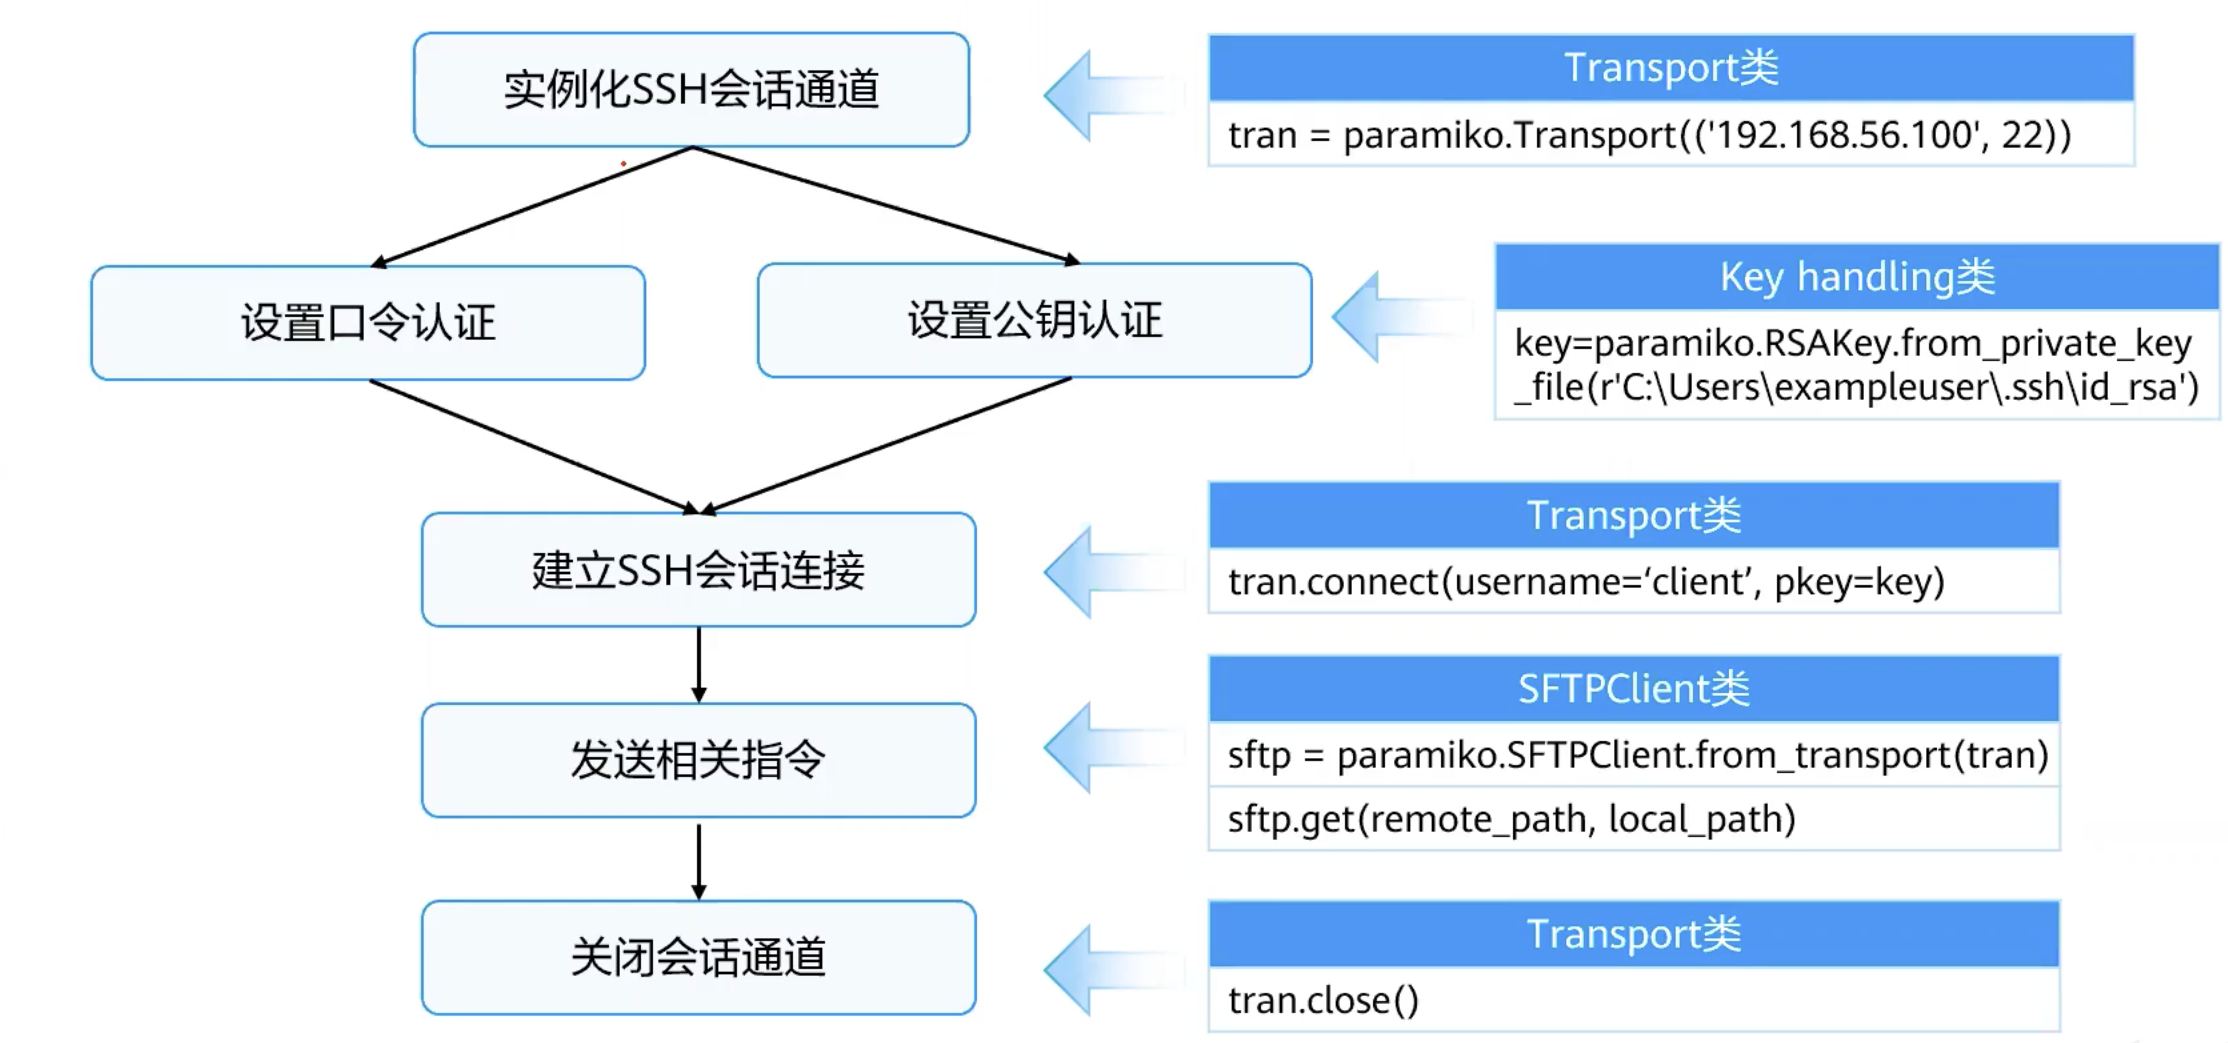 实例化SSH会话通道
Transport类
tran = paramiko.Transport(('192.168.56.100', 22))
设置口令认证
设置公钥认证
Key handling类
key=paramiko.RSAKey.from_private_key
_file(r'C:\Users\exampleuser\.ssh\id_rsa')
建立SSH会话连接
Transport类
tran.connect(username=‘client’, pkey=key)
发送相关指令
SFTPClient类
sftp = paramiko.SFTPClient.from_transport(tran)
sftp.get(remote_path, local_path)
关闭会话通道
Transport类
tran.close()